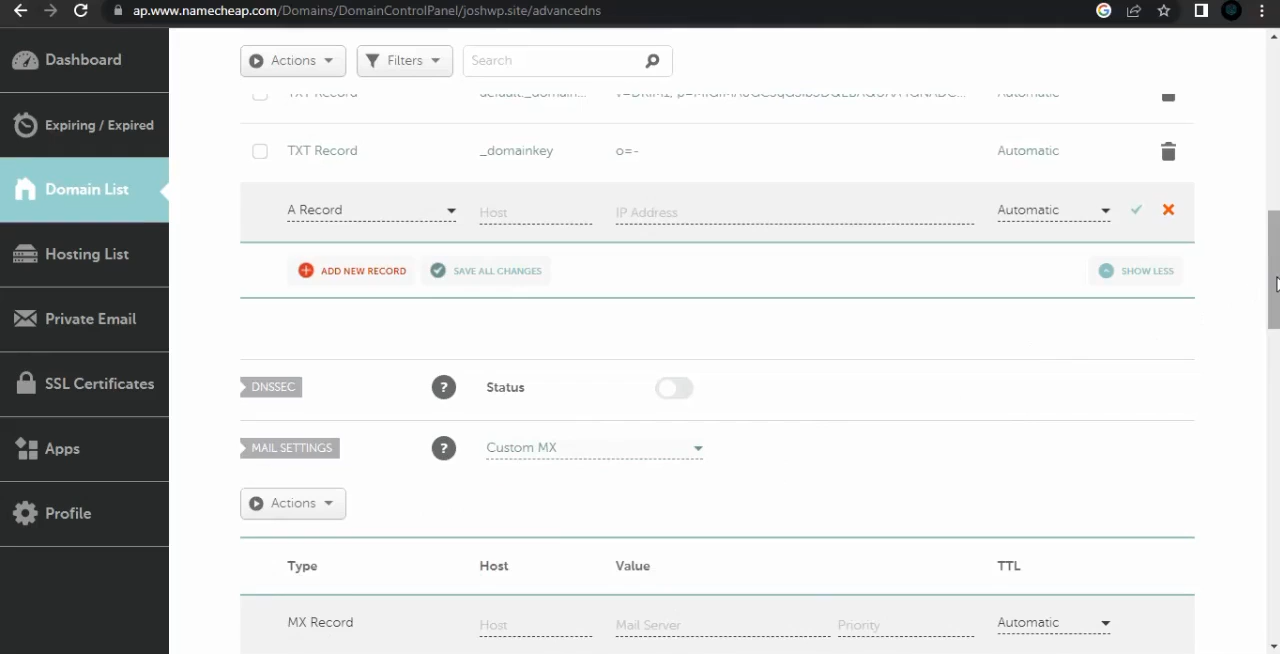 ap.www.namecheap.com/Domains/DomainControlPanel/joshwp.site/advancedns
Dashboard
Expiring / Expired
Domain List
Hosting List
Private Email
SSL Certificates
Apps
Profile
Actions Filters Search
TXT Record Automatic
TXT Record _domainkey o=- Automatic
A Record Host IP Address Automatic
ADD NEW RECORD SAVE ALL CHANGES SHOW LESS
DNSSEC ? Status
MAIL SETTINGS ? Custom MX
Actions
Type Host Value TTL
MX Record Host Mail Server Priority Automatic